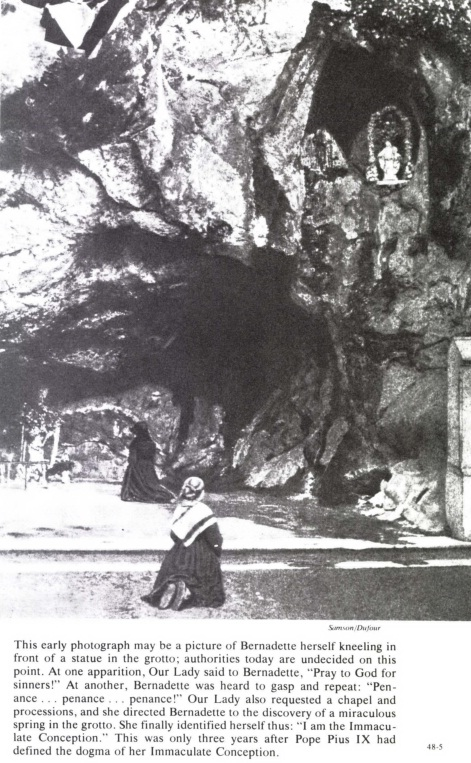 Samson/Dufour
This early photograph may be a picture of Bernadette herself kneeling in
front of a statue in the grotto; authorities today are undecided on this
point. At one apparition, Our Lady said to Bernadette, “Pray to God for
sinners!” At another, Bernadette was heard to gasp and repeat: “Pen-
ance . . . penance . . . penance!” Our Lady also requested a chapel and
processions, and she directed Bernadette to the discovery of a miraculous
spring in the grotto. She finally identified herself thus: “I am the Immacu-
late Conception.” This was only three years after Pope Pius IX had
defined the dogma of her Immaculate Conception.
48-5